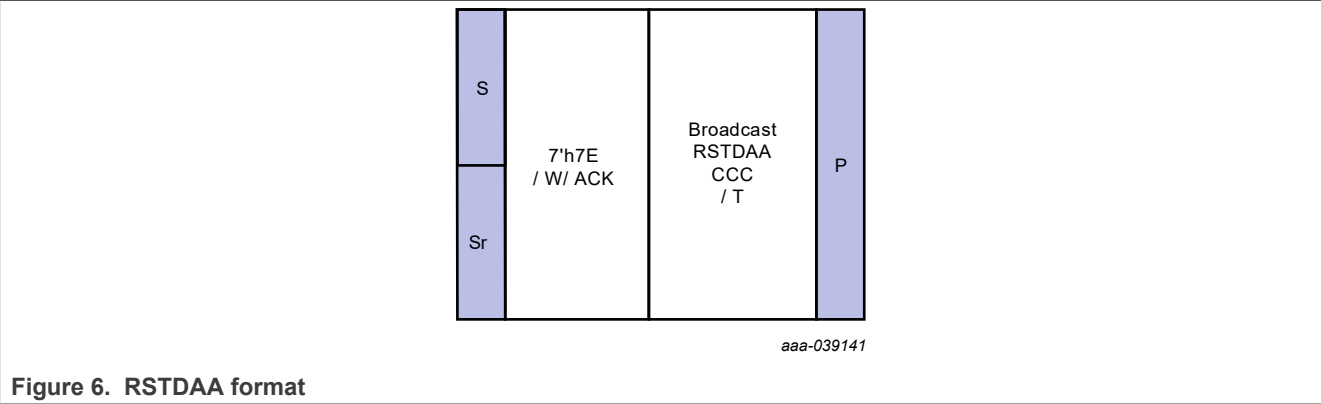 S
Sr
7'h7E
/ W/ ACK
Broadcast
RSTDAA
CCC
/ T
P
aaa-039141
Figure 6. RSTDAA format